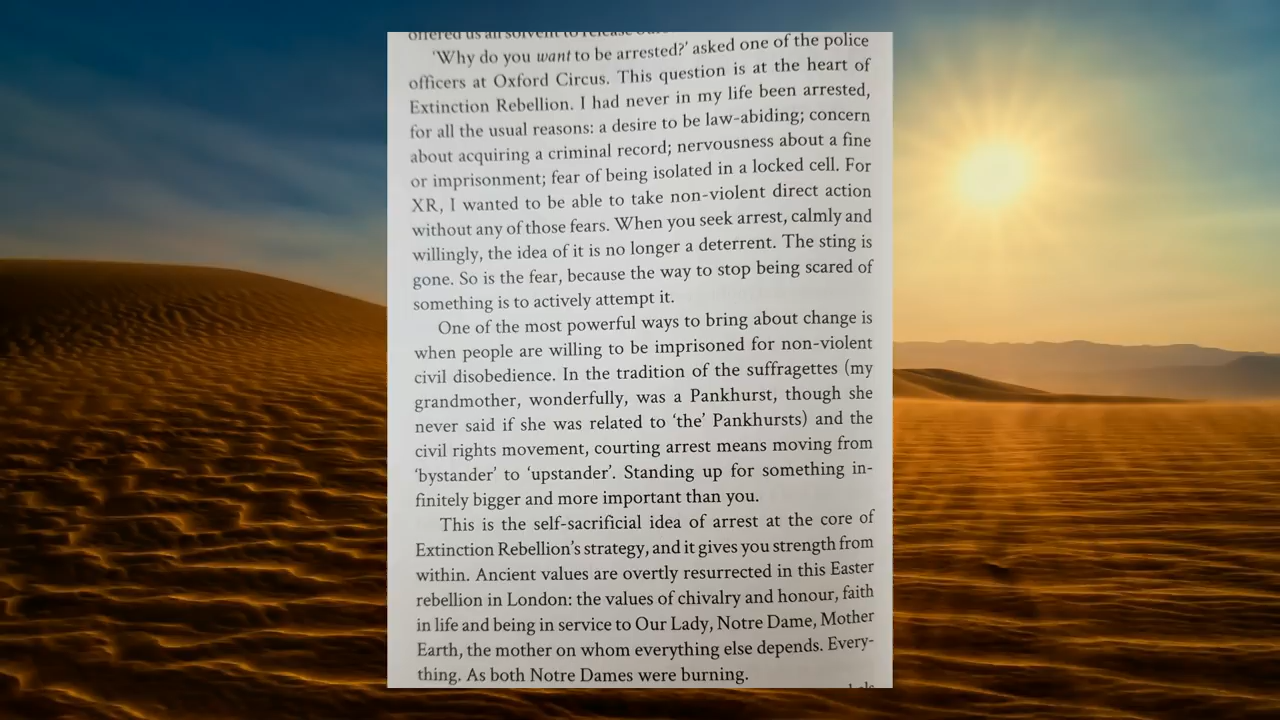 offered us an solvent to release
'Why do you want to be arrested?' asked one of the police
officers at Oxford Circus. This question is at the heart of
Extinction Rebellion. I had never in my life been arrested,
for all the usual reasons: a desire to be law-abiding; concern
about acquiring a criminal record; nervousness about a fine
or imprisonment; fear of being isolated in a locked cell. For
XR, I wanted to be able to take non-violent direct action
without any of those fears. When you seek arrest, calmly and
willingly, the idea of it is no longer a deterrent. The sting is
gone. So is the fear, because the way to stop being scared of
something is to actively attempt it.
One of the most powerful ways to bring about change is
when people are willing to be imprisoned for non-violent
civil disobedience. In the tradition of the suffragettes (my
grandmother, wonderfully, was a Pankhurst, though she
never said if she was related to 'the' Pankhursts) and the
civil rights movement, courting arrest means moving from
'bystander' to 'upstander'. Standing up for something in-
finitely bigger and more important than you.
This is the self-sacrificial idea of arrest at the core of
Extinction Rebellion's strategy, and it gives you strength from
within. Ancient values are overtly resurrected in this Easter
rebellion in London: the values of chivalry and honour, faith
in life and being in service to Our Lady, Notre Dame, Mother
Earth, the mother on whom everything else depends. Every-
thing. As both Notre Dames were burning.